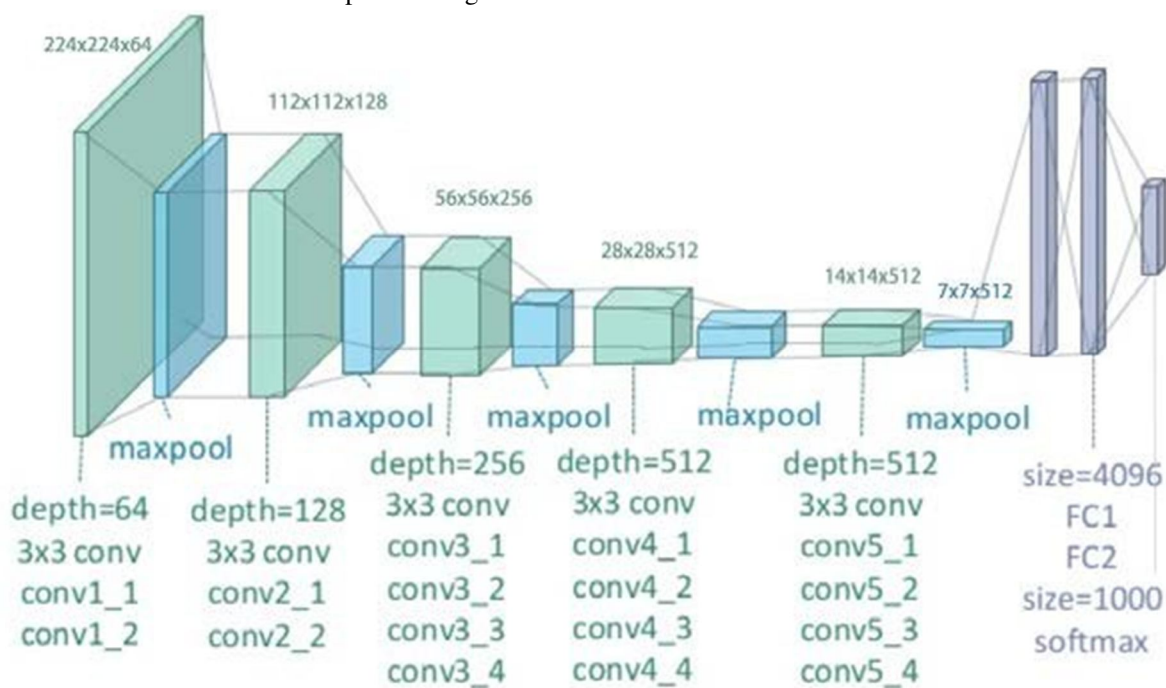 224x224x64
112x112x128
56x56x256
28x28x512
14x14x512
7x7x512
maxpool
maxpool
maxpool
maxpool
maxpool
depth=64
3x3 conv
conv1_1
conv1_2
depth=128
3x3 conv
conv2_1
conv2_2
depth=256
3x3 conv
conv3_1
conv3_2
conv3_3
conv3_4
depth=512
3x3 conv
conv4_1
conv4_2
conv4_3
conv4_4
depth=512
3x3 conv
conv5_1
conv5_2
conv5_3
conv5_4
size=4096
FC1
FC2
size=1000
softmax